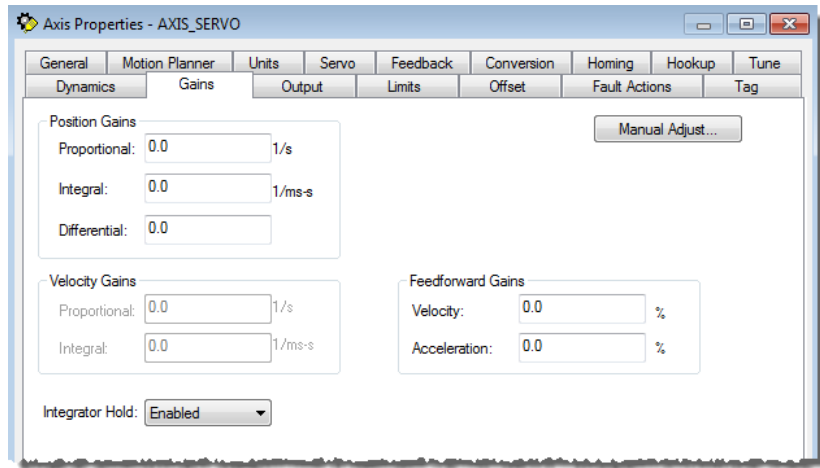 Axis Properties - AXIS_SERVO
General Motion Planner Units Servo Feedback Conversion Homing Hookup Tune
Dynamics Gains Output Limits Offset Fault Actions Tag
Position Gains
Manual Adjust...
Proportional: 0.0 1/s
Integral: 0.0 1/ms-s
Differential: 0.0
Velocity Gains
Proportional: 0.0 1/s
Integral: 0.0 1/ms-s
Feedforward Gains
Velocity: 0.0 %
Acceleration: 0.0 %
Integrator Hold: Enabled